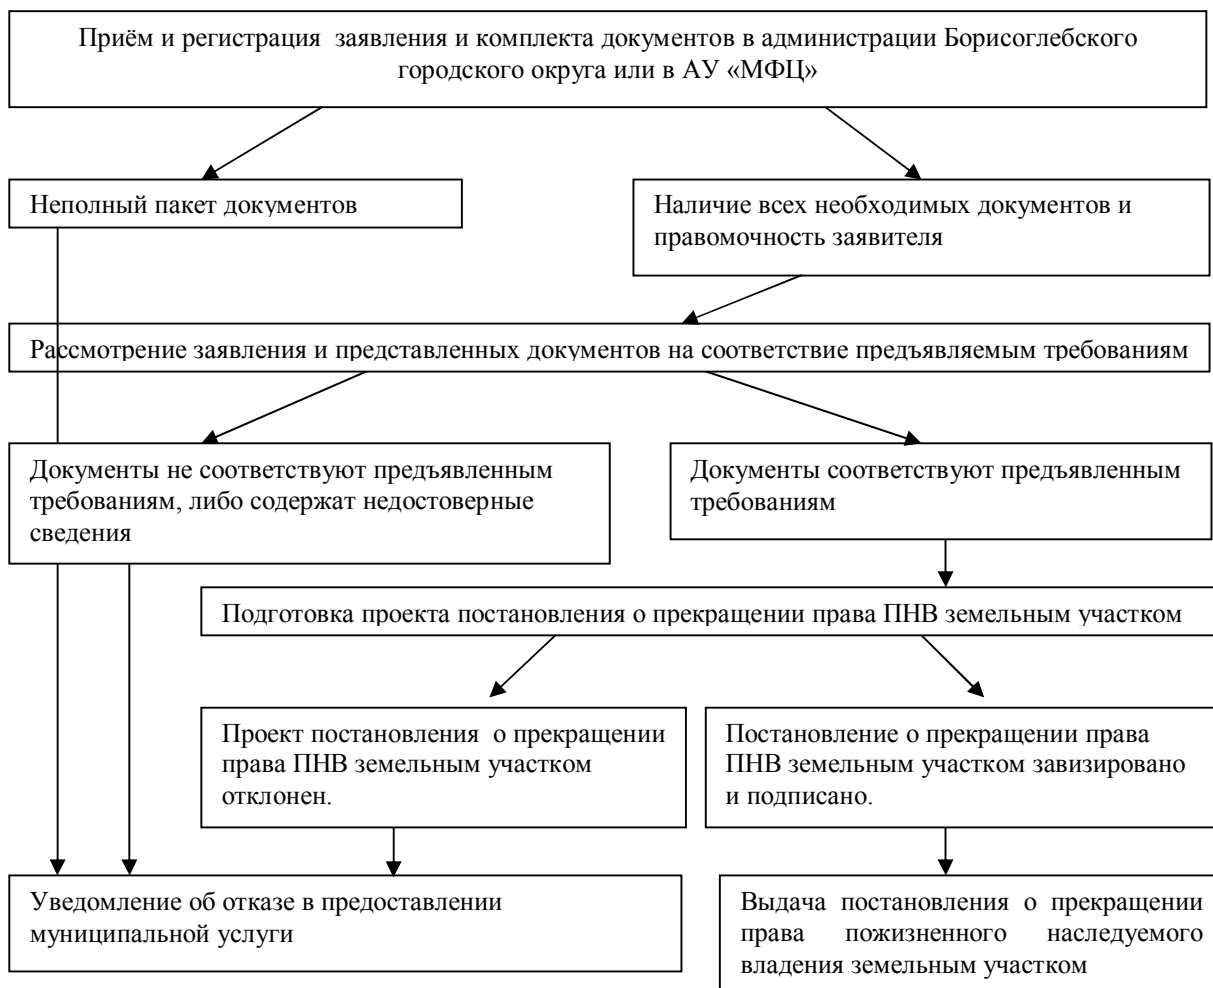 Приём и регистрация заявления и комплекта документов в администрации Борисоглебского
городского округа или в АУ «МФЦ»
Неполный пакет документов
Наличие всех необходимых документов и
правомочность заявителя
Рассмотрение заявления и представленных документов на соответствие предъявляемым требованиям
Документы не соответствуют предъявленным
требованиям, либо содержат недостоверные
сведения
Документы соответствуют предъявленным
требованиям
Подготовка проекта постановления о прекращении права ПНВ земельным участком
Проект постановления о прекращении
права ПНВ земельным участком
отклонен.
Постановление о прекращении права
ПНВ земельным участком завизировано
и подписано.
Уведомление об отказе в предоставлении
муниципальной услуги
Выдача постановления о прекращении
права пожизненного наследуемого
владения земельным участком